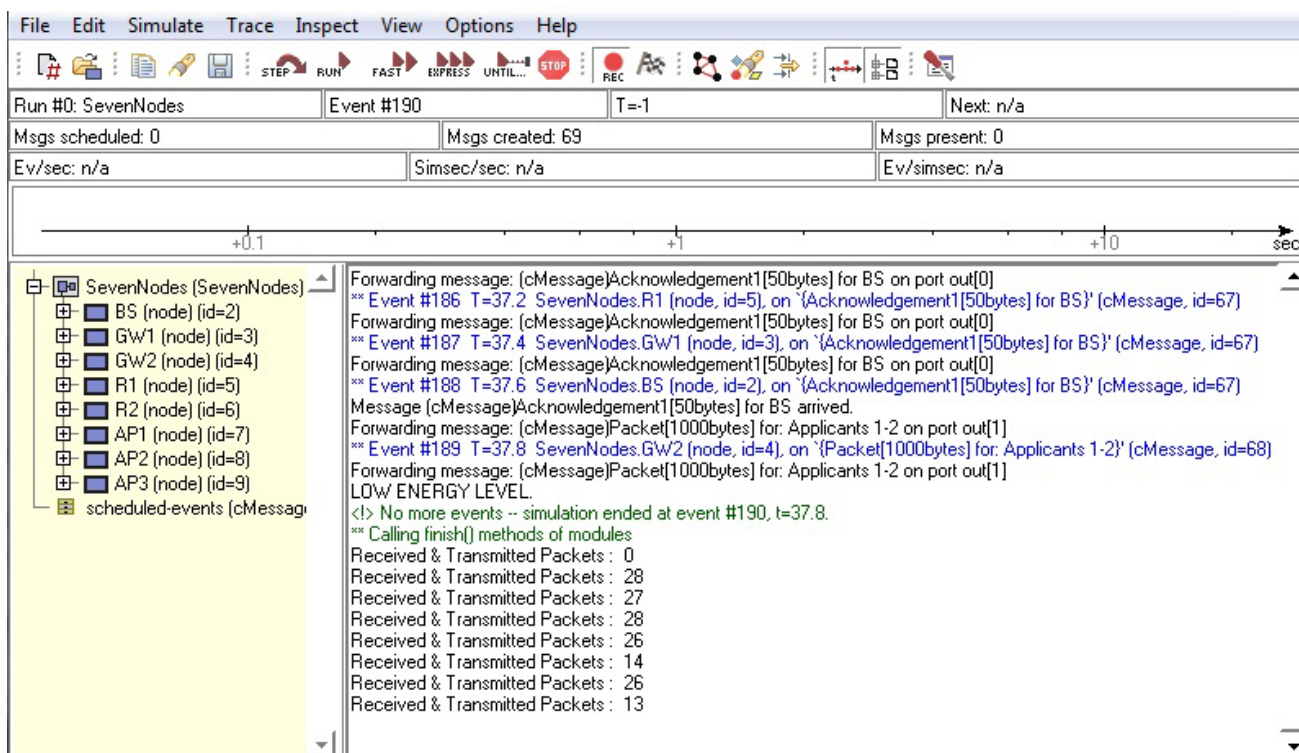 File Edit Simulate Trace Inspect View Options Help
STEP RUN FAST EXPRESS UNTIL... STOP REC
Run #0: SevenNodes Event #190 T=-1 Next: n/a
Msgs scheduled: 0 Msgs created: 69 Msgs present: 0
Ev/sec: n/a Simsec/sec: n/a Ev/simsec: n/a
+0.1 +1 +10 sec
SevenNodes (SevenNodes)
BS (node) (id=2)
GW1 (node) (id=3)
GW2 (node) (id=4)
R1 (node) (id=5)
R2 (node) (id=6)
AP1 (node) (id=7)
AP2 (node) (id=8)
AP3 (node) (id=9)
scheduled-events (cMessag
Forwarding message: (cMessage)Acknowledgement1[50bytes] for BS on port out[0]
** Event #186 T=37.2 SevenNodes.R1 (node, id=5), on `{Acknowledgement1[50bytes] for BS}' (cMessage, id=67)
Forwarding message: (cMessage)Acknowledgement1[50bytes] for BS on port out[0]
** Event #187 T=37.4 SevenNodes.GW1 (node, id=3), on `{Acknowledgement1[50bytes] for BS}' (cMessage, id=67)
Forwarding message: (cMessage)Acknowledgement1[50bytes] for BS on port out[0]
** Event #188 T=37.6 SevenNodes.BS (node, id=2), on `{Acknowledgement1[50bytes] for BS}' (cMessage, id=67)
Message (cMessage)Acknowledgement1[50bytes] for BS arrived.
Forwarding message: (cMessage)Packet[1000bytes] for: Applicants 1-2 on port out[1]
** Event #189 T=37.8 SevenNodes.GW2 (node, id=4), on `{Packet[1000bytes] for: Applicants 1-2}' (cMessage, id=68)
Forwarding message: (cMessage)Packet[1000bytes] for: Applicants 1-2 on port out[1]
LOW ENERGY LEVEL.
<!> No more events -- simulation ended at event #190, t=37.8.
** Calling finish() methods of modules
Received & Transmitted Packets : 0
Received & Transmitted Packets : 28
Received & Transmitted Packets : 27
Received & Transmitted Packets : 28
Received & Transmitted Packets : 26
Received & Transmitted Packets : 14
Received & Transmitted Packets : 26
Received & Transmitted Packets : 13